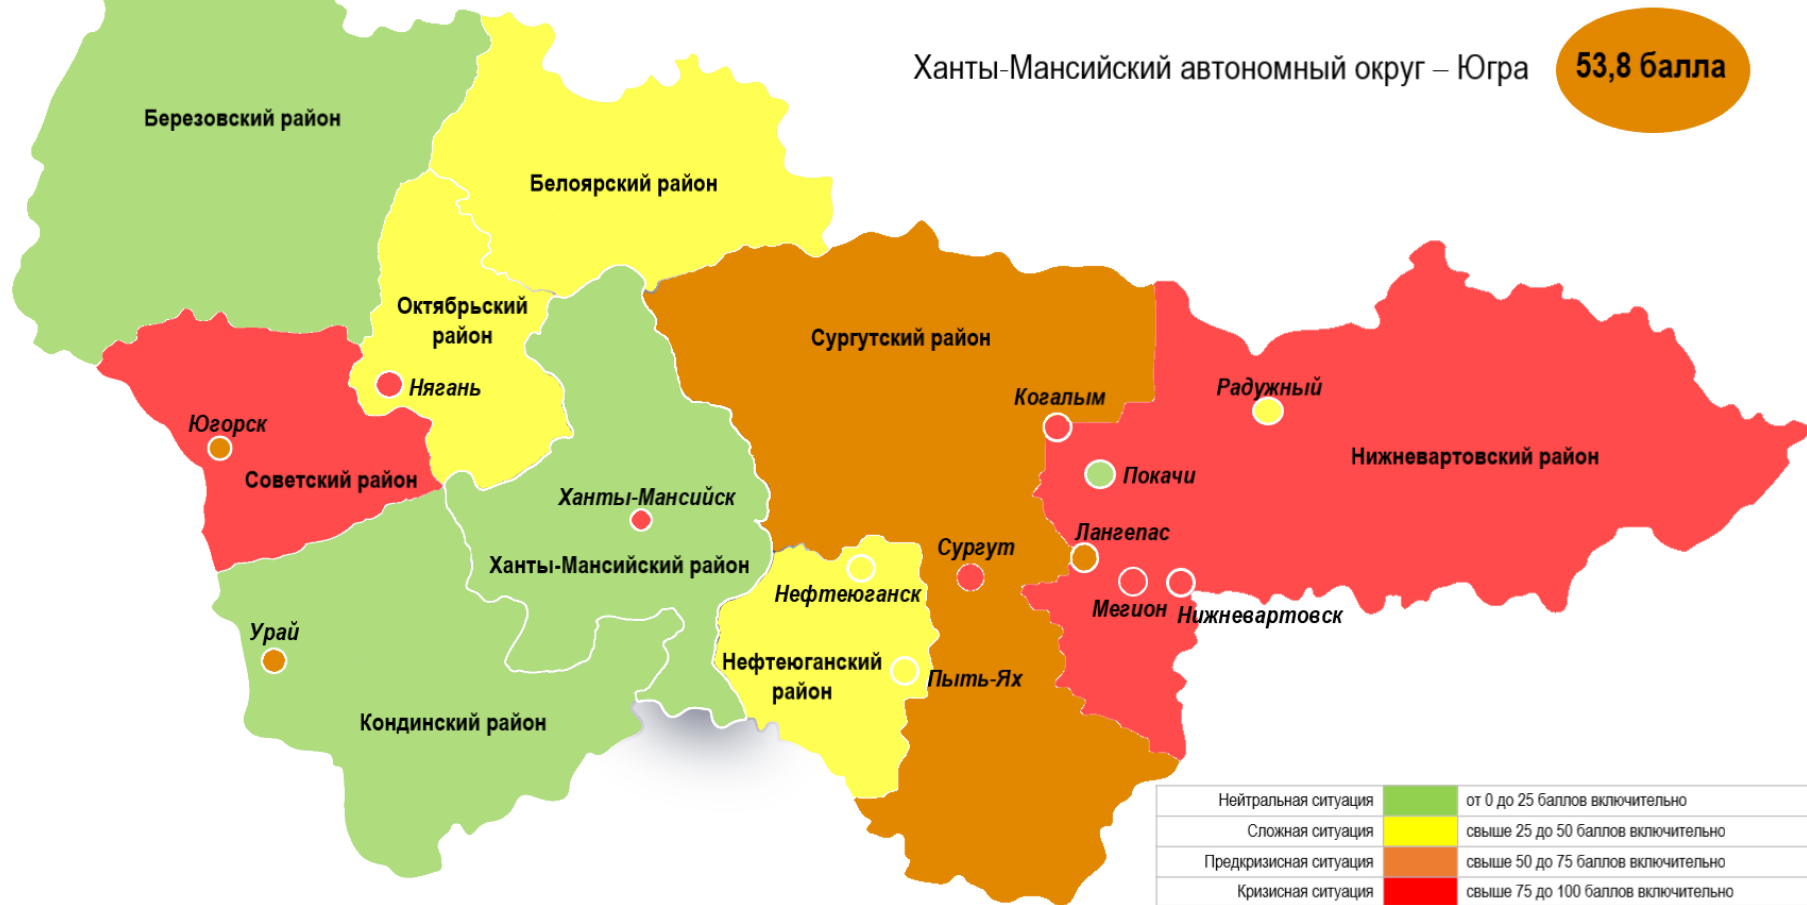 Ханты-Мансийский автономный округ – Югра
53,8 балла
Березовский район
Белоярский район
Октябрьский
район
Сургутский район
Нягань
Когалым
Радужный
Югорск
Нижневартовский район
Советский район
Покачи
Ханты-Мансийск
Лангепас
Сургут
Ханты-Мансийский район
Нефтеюганск
Мегион
Нижневартовск
Урай
Нефтеюганский
район
Пыть-Ях
Кондинский район
Нейтральная ситуация от 0 до 25 баллов включительно
Сложная ситуация свыше 25 до 50 баллов включительно
Предкризисная ситуация свыше 50 до 75 баллов включительно
Кризисная ситуация свыше 75 до 100 баллов включительно